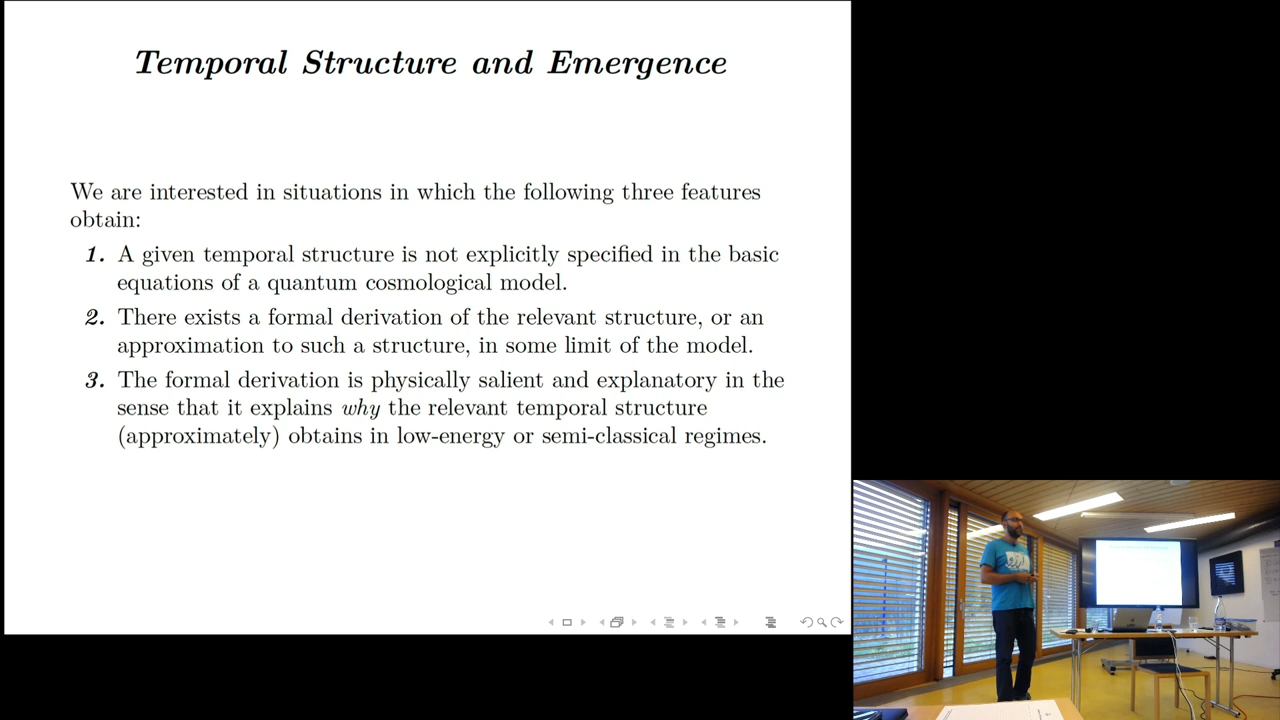 Temporal Structure and Emergence
We are interested in situations in which the following three features
obtain:
1. A given temporal structure is not explicitly specified in the basic
equations of a quantum cosmological model.
2. There exists a formal derivation of the relevant structure, or an
approximation to such a structure, in some limit of the model.
3. The formal derivation is physically salient and explanatory in the
sense that it explains why the relevant temporal structure
(approximately) obtains in low-energy or semi-classical regimes.